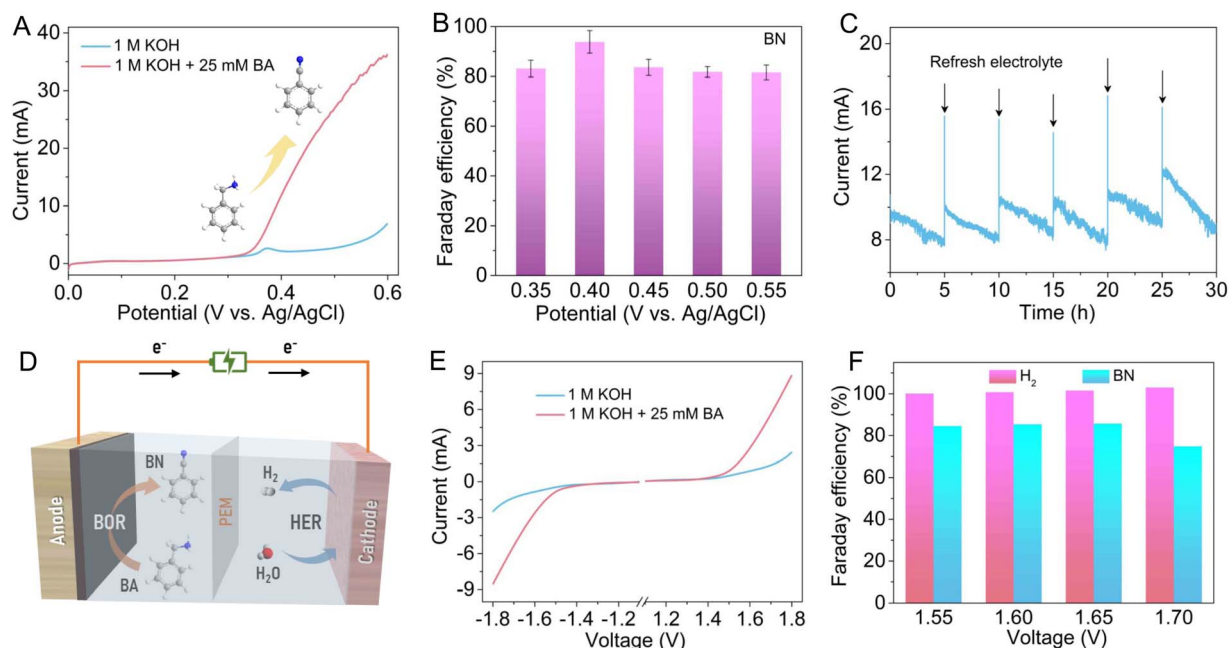 A
1 M KOH
1 M KOH + 25 mM BA
Current (mA)
40
30
20
10
0
0.0 0.2 0.4 0.6
Potential (V vs. Ag/AgCl)
B
BN
Faraday efficiency (%)
100
80
60
40
20
0
0.35 0.40 0.45 0.50 0.55
Potential (V vs. Ag/AgCl)
C
Refresh electrolyte
Current (mA)
20
16
12
8
0 5 10 15 20 25 30
Time (h)
D
e⁻ e⁻
Anode
BOR
BN
BA
PEM
H₂
HER
H₂O
Cathode
E
1 M KOH
1 M KOH + 25 mM BA
Current (mA)
9
6
3
0
-3
-6
-9
-1.8 -1.6 -1.4 -1.2 1.2 1.4 1.6 1.8
Voltage (V)
F
H₂ BN
Faraday efficiency (%)
100
80
60
40
20
0
1.55 1.60 1.65 1.70
Voltage (V)